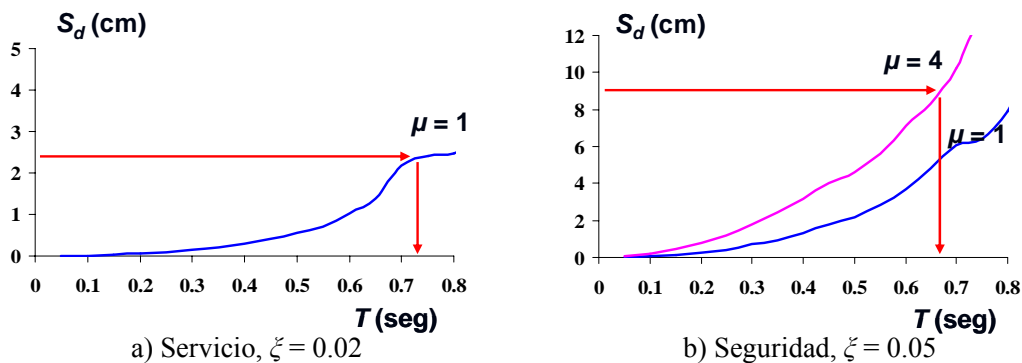 S_d (cm)
5
4
3
2
1
0
μ = 1
0 0.1 0.2 0.3 0.4 0.5 0.6 0.7 0.8
T (seg)
a) Servicio, ξ = 0.02
S_d (cm)
12
10
8
6
4
2
0
μ = 4
μ = 1
0 0.1 0.2 0.3 0.4 0.5 0.6 0.7 0.8
T (seg)
b) Seguridad, ξ = 0.05